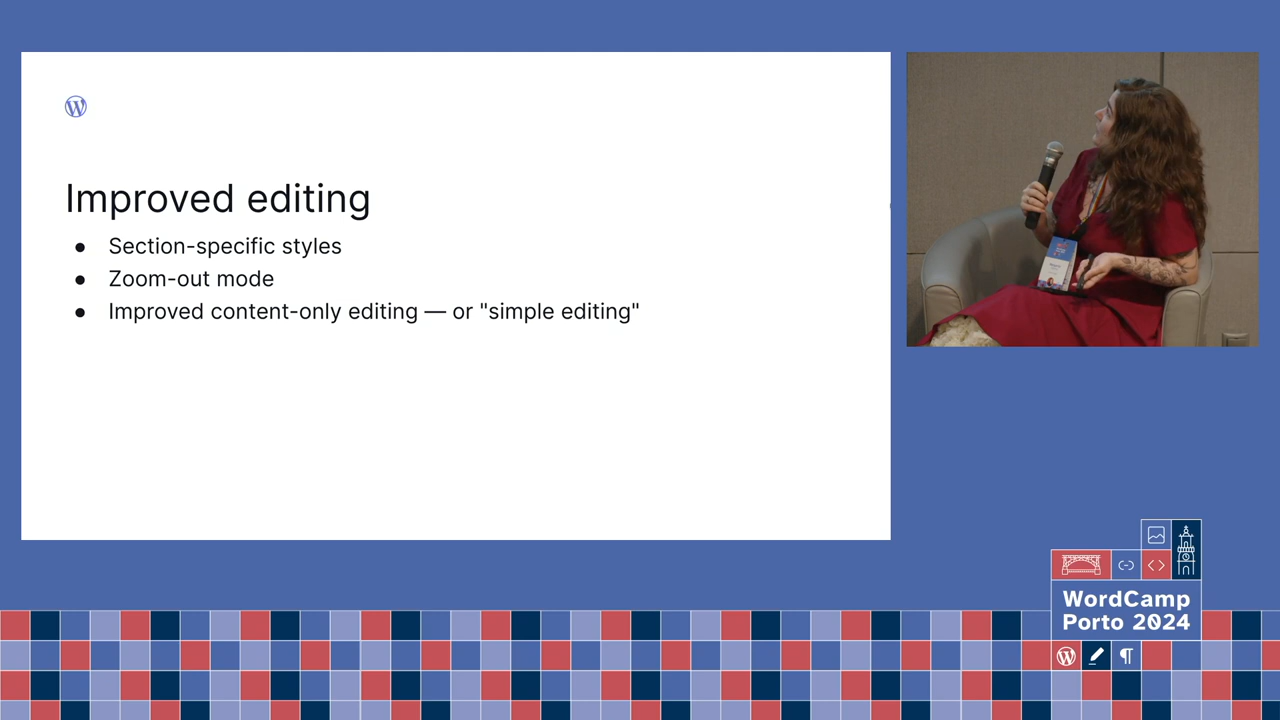 Improved editing
● Section-specific styles
● Zoom-out mode
● Improved content-only editing — or "simple editing"
WordCamp
Porto 2024